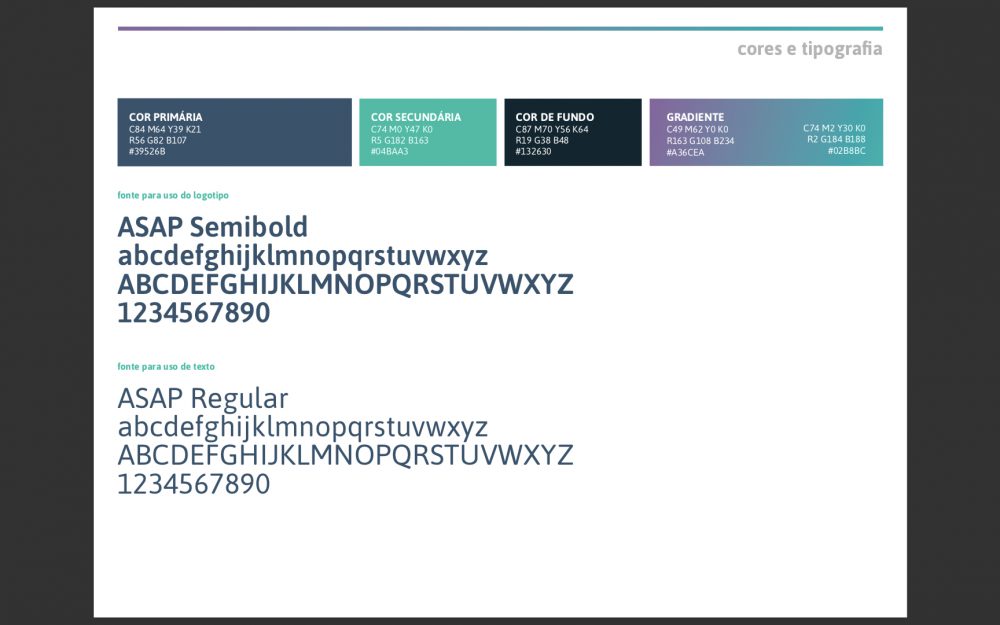 cores e tipografia
COR PRIMÁRIA
C84 M64 Y39 K21
R56 G82 B107
#39526B
COR SECUNDÁRIA
C74 M0 Y47 K0
R5 G182 B163
#04BAA3
COR DE FUNDO
C87 M70 Y56 K64
R19 G38 B48
#132630
GRADIENTE
C49 M62 Y0 K0
R163 G108 B234
#A36CEA
C74 M2 Y30 K0
R2 G184 B188
#02B8BC
fonte para uso do logotipo
ASAP Semibold
abcdefghijklmnopqrstuvwxyz
ABCDEFGHIJKLMNOPQRSTUVWXYZ
1234567890
fonte para uso de texto
ASAP Regular
abcdefghijklmnopqrstuvwxyz
ABCDEFGHIJKLMNOPQRSTUVWXYZ
1234567890